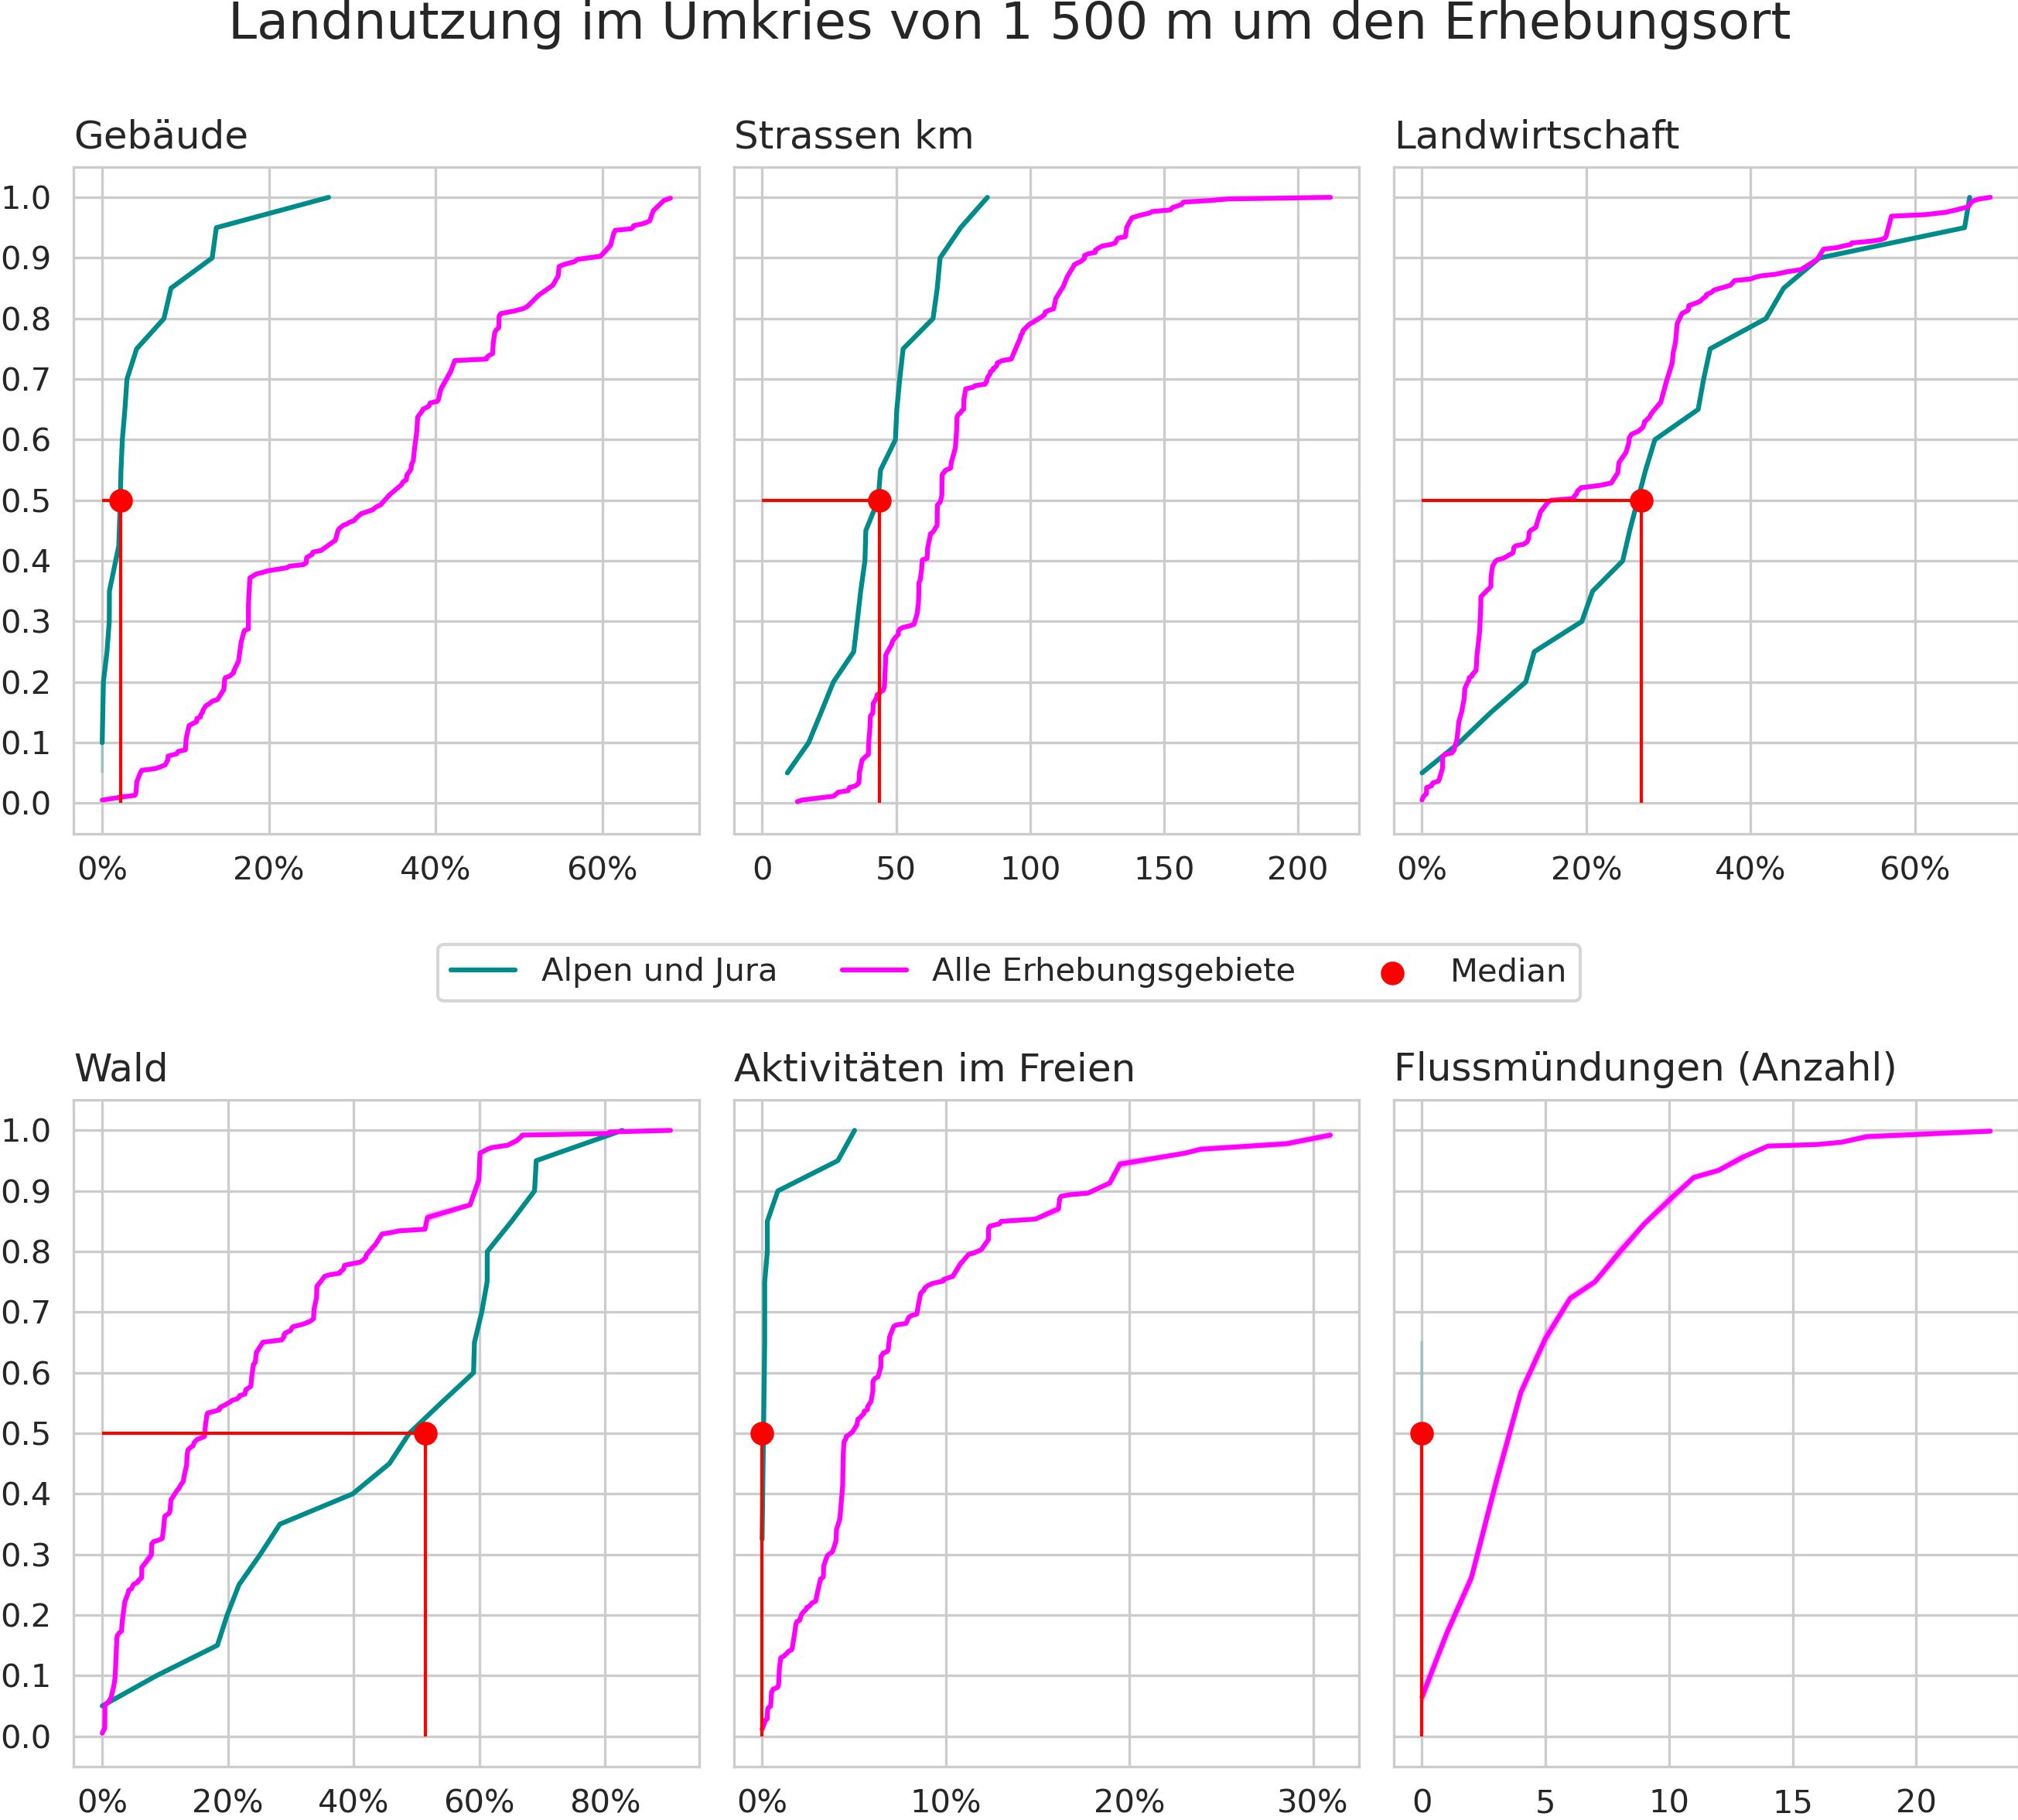 Landnutzung im Umkries von 1 500 m um den Erhebungsort
Gebäude
Strassen km
Landwirtschaft
1.0
0.9
0.8
0.7
0.6
0.5
0.4
0.3
0.2
0.1
0.0
0% 20% 40% 60%
0 50 100 150 200
0% 20% 40% 60%
Alpen und Jura Alle Erhebungsgebiete Median
Wald
Aktivitäten im Freien
Flussmündungen (Anzahl)
1.0
0.9
0.8
0.7
0.6
0.5
0.4
0.3
0.2
0.1
0.0
0% 20% 40% 60% 80%
0% 10% 20% 30%
0 5 10 15 20